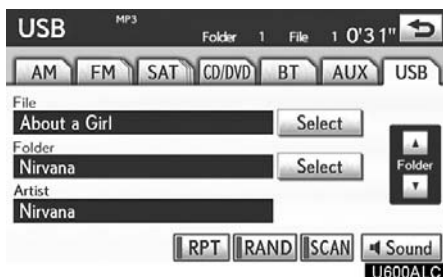 USB MP3 Folder 1 File 1 0'31"
AM FM SAT CD/DVD BT AUX USB
File
About a Girl Select
Folder
Nirvana Select
Folder
Artist
Nirvana
RPT RAND SCAN Sound
U600ALC